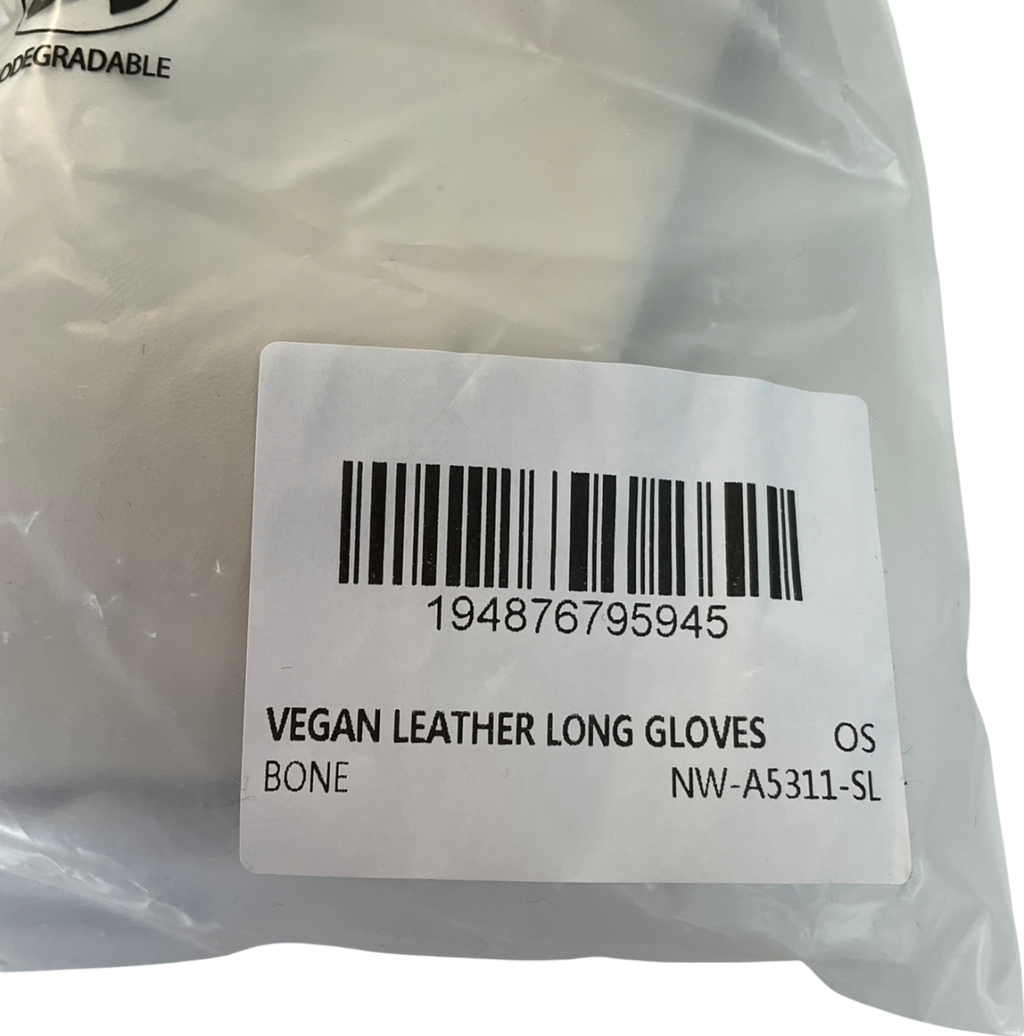 ODEGRADABLE
194876795945
VEGAN LEATHER LONG GLOVES OS
BONE NW-A5311-SL